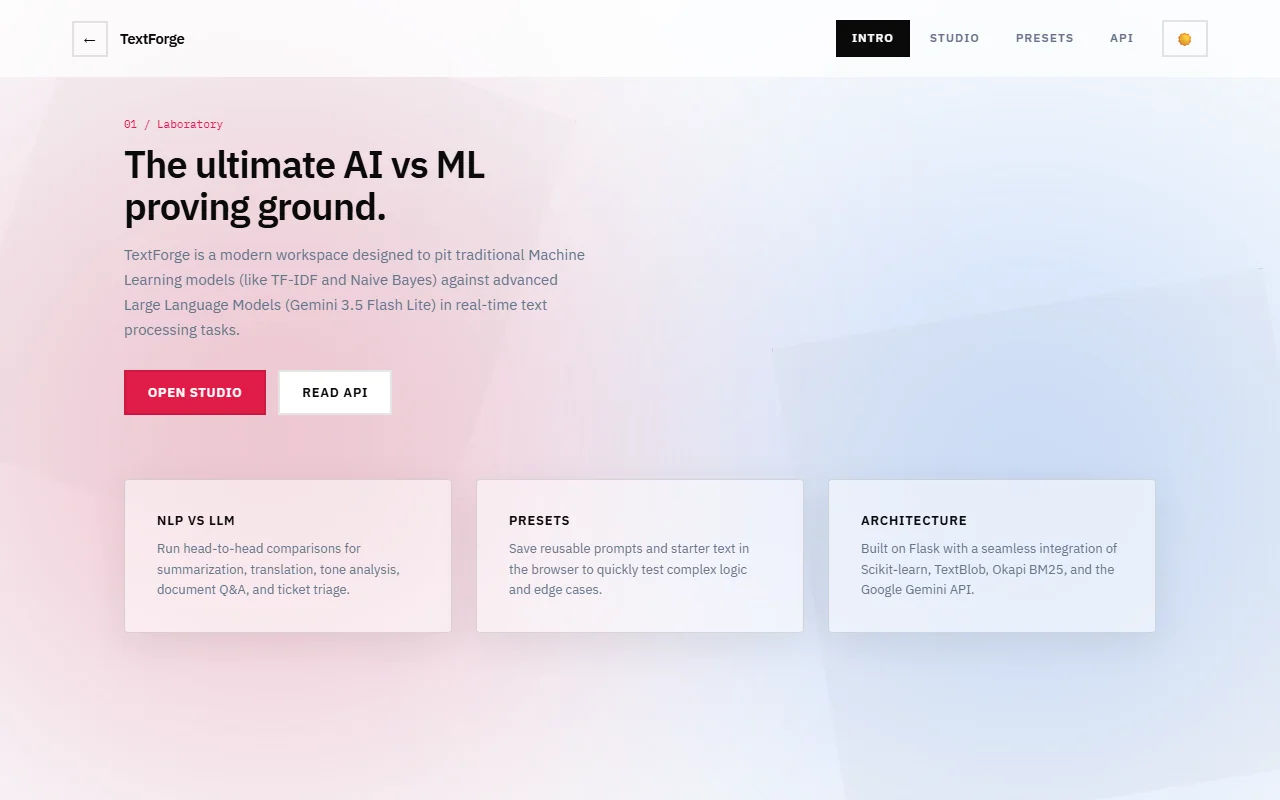 ←
TextForge
INTRO
STUDIO
PRESETS
API
01 / Laboratory
The ultimate AI vs ML
proving ground.
TextForge is a modern workspace designed to pit traditional Machine
Learning models (like TF-IDF and Naive Bayes) against advanced
Large Language Models (Gemini 3.5 Flash Lite) in real-time text
processing tasks.
OPEN STUDIO
READ API
NLP VS LLM
Run head-to-head comparisons for
summarization, translation, tone analysis,
document Q&A, and ticket triage.
PRESETS
Save reusable prompts and starter text in
the browser to quickly test complex logic
and edge cases.
ARCHITECTURE
Built on Flask with a seamless integration of
Scikit-learn, TextBlob, Okapi BM25, and the
Google Gemini API.